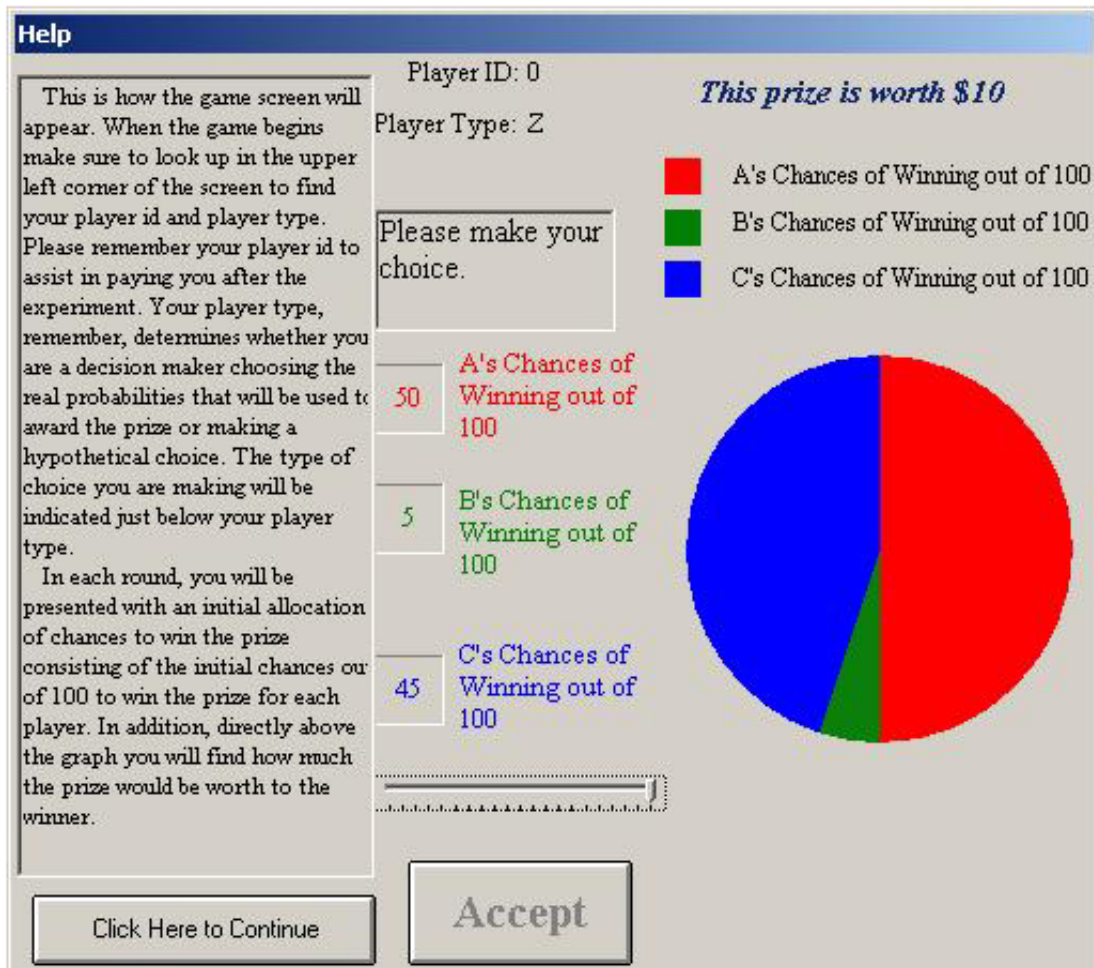 Help
This is how the game screen will
appear. When the game begins
make sure to look up in the upper
left corner of the screen to find
your player id and player type.
Please remember your player id to
assist in paying you after the
experiment. Your player type,
remember, determines whether you
are a decision maker choosing the
real probabilities that will be used to
award the prize or making a
hypothetical choice. The type of
choice you are making will be
indicated just below your player
type.
In each round, you will be
presented with an initial allocation
of chances to win the prize
consisting of the initial chances out
of 100 to win the prize for each
player. In addition, directly above
the graph you will find how much
the prize would be worth to the
winner.
Click Here to Continue
Player ID: 0
Player Type: Z
Please make your
choice.
50
A's Chances of
Winning out of
100
5
B's Chances of
Winning out of
100
45
C's Chances of
Winning out of
100
Accept
This prize is worth $10
A's Chances of Winning out of 100
B's Chances of Winning out of 100
C's Chances of Winning out of 100